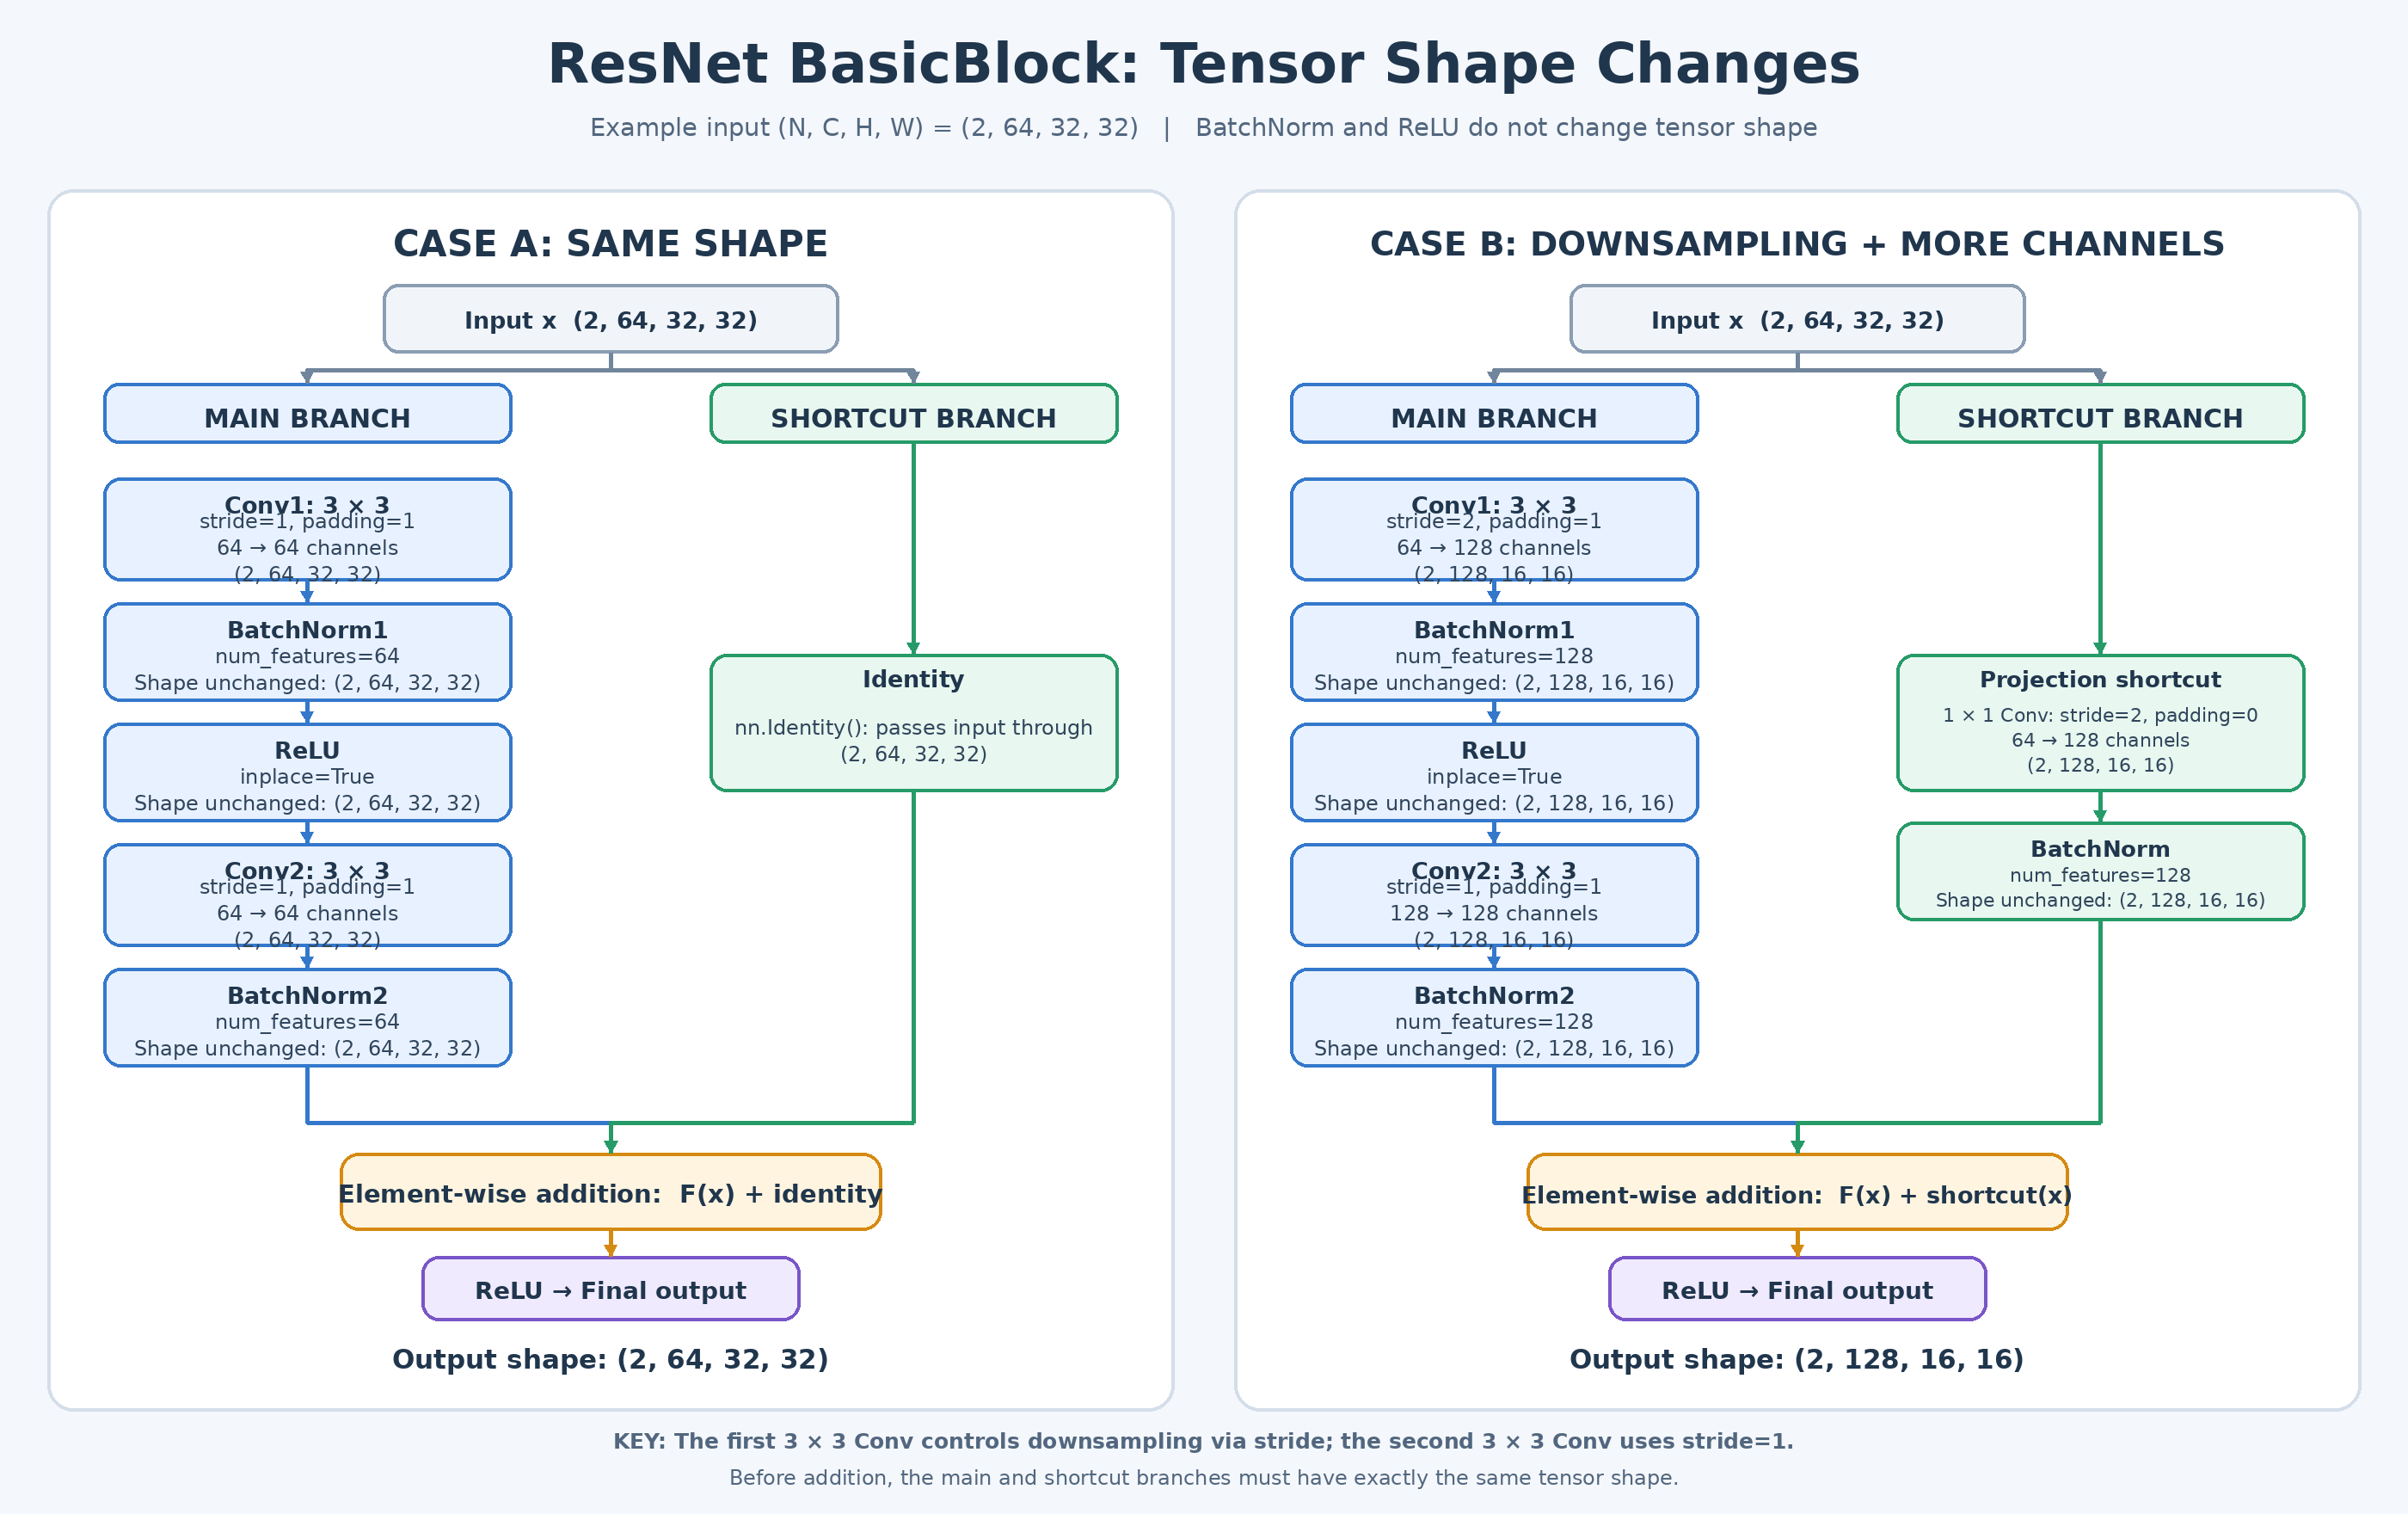 ResNet BasicBlock: Tensor Shape Changes
Example input (N, C, H, W) = (2, 64, 32, 32)   |   BatchNorm and ReLU do not change tensor shape
CASE A: SAME SHAPE
Input x  (2, 64, 32, 32)
MAIN BRANCH
SHORTCUT BRANCH
Conv1: 3 × 3
stride=1, padding=1
64 → 64 channels
(2, 64, 32, 32)
BatchNorm1
num_features=64
Shape unchanged: (2, 64, 32, 32)
ReLU
inplace=True
Shape unchanged: (2, 64, 32, 32)
Conv2: 3 × 3
stride=1, padding=1
64 → 64 channels
(2, 64, 32, 32)
BatchNorm2
num_features=64
Shape unchanged: (2, 64, 32, 32)
Identity
nn.Identity(): passes input through
(2, 64, 32, 32)
Element-wise addition:  F(x) + identity
ReLU → Final output
Output shape: (2, 64, 32, 32)
CASE B: DOWNSAMPLING + MORE CHANNELS
Input x  (2, 64, 32, 32)
MAIN BRANCH
SHORTCUT BRANCH
Conv1: 3 × 3
stride=2, padding=1
64 → 128 channels
(2, 128, 16, 16)
BatchNorm1
num_features=128
Shape unchanged: (2, 128, 16, 16)
ReLU
inplace=True
Shape unchanged: (2, 128, 16, 16)
Conv2: 3 × 3
stride=1, padding=1
128 → 128 channels
(2, 128, 16, 16)
BatchNorm2
num_features=128
Shape unchanged: (2, 128, 16, 16)
Projection shortcut
1 × 1 Conv: stride=2, padding=0
64 → 128 channels
(2, 128, 16, 16)
BatchNorm
num_features=128
Shape unchanged: (2, 128, 16, 16)
Element-wise addition:  F(x) + shortcut(x)
ReLU → Final output
Output shape: (2, 128, 16, 16)
KEY: The first 3 × 3 Conv controls downsampling via stride; the second 3 × 3 Conv uses stride=1.
Before addition, the main and shortcut branches must have exactly the same tensor shape.